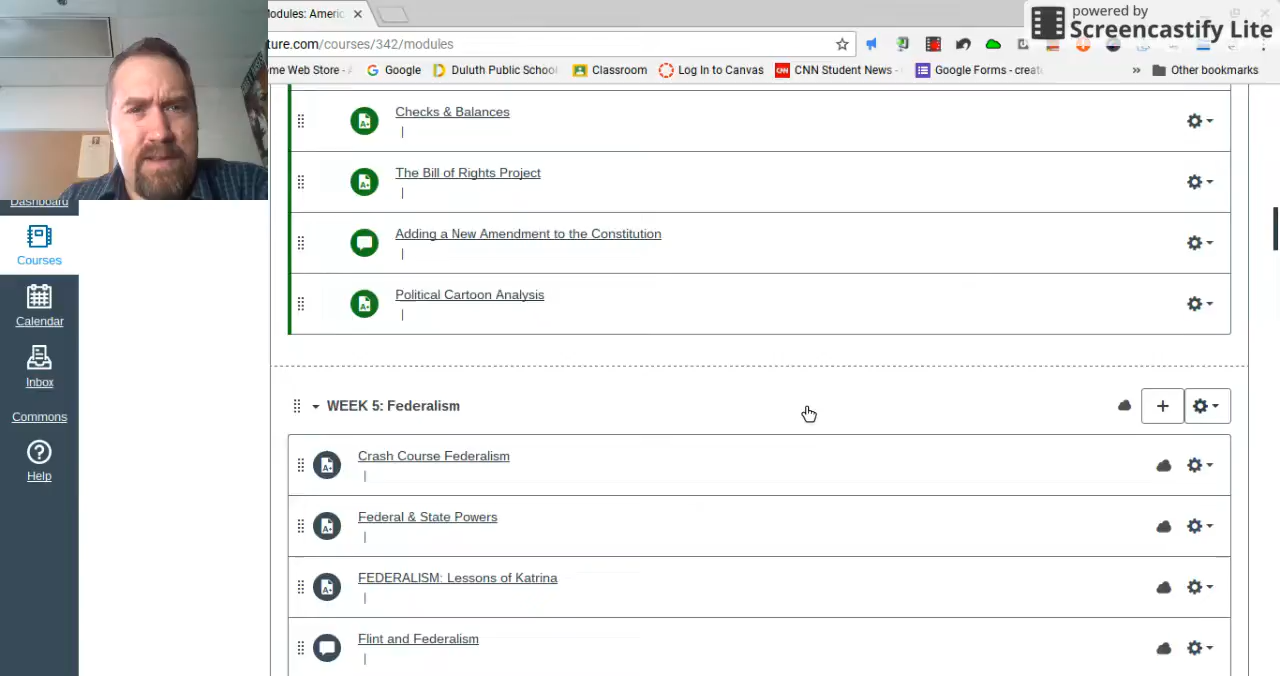 Modules: Americ
powered by
Screencastify Lite
ture.com/courses/342/modules
ome Web Store - A
Google
Duluth Public School
Classroom
Log In to Canvas
CNN Student News -
Google Forms - creat
»
Other bookmarks
Checks & Balances
|
The Bill of Rights Project
|
Adding a New Amendment to the Constitution
|
Political Cartoon Analysis
|
Dashboard
Courses
Calendar
Inbox
Commons
Help
WEEK 5: Federalism
Crash Course Federalism
|
Federal & State Powers
|
FEDERALISM: Lessons of Katrina
|
Flint and Federalism
|